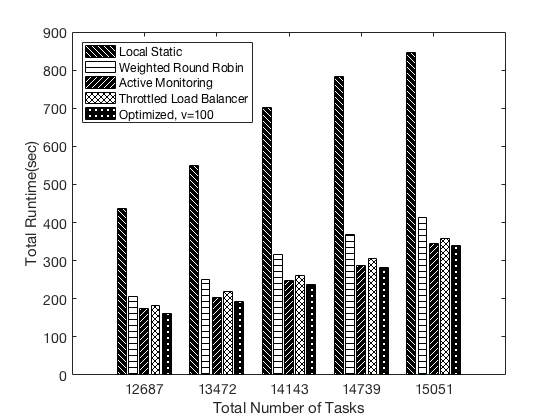 900
800
700
600
500
400
300
200
100
0
Total Runtime(sec)
Local Static
Weighted Round Robin
Active Monitoring
Throttled Load Balancer
Optimized, v=100
12687 13472 14143 14739 15051
Total Number of Tasks